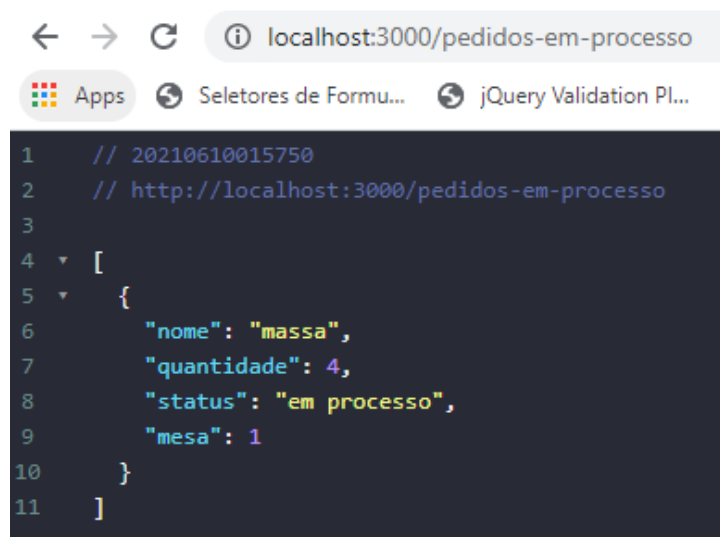 localhost:3000/pedidos-em-processo
Apps Seletores de Formu... jQuery Validation Pl...
1 // 20210610015750
2 // http://localhost:3000/pedidos-em-processo
3
4 [
5 {
6 "nome": "massa",
7 "quantidade": 4,
8 "status": "em processo",
9 "mesa": 1
10 }
11 ]